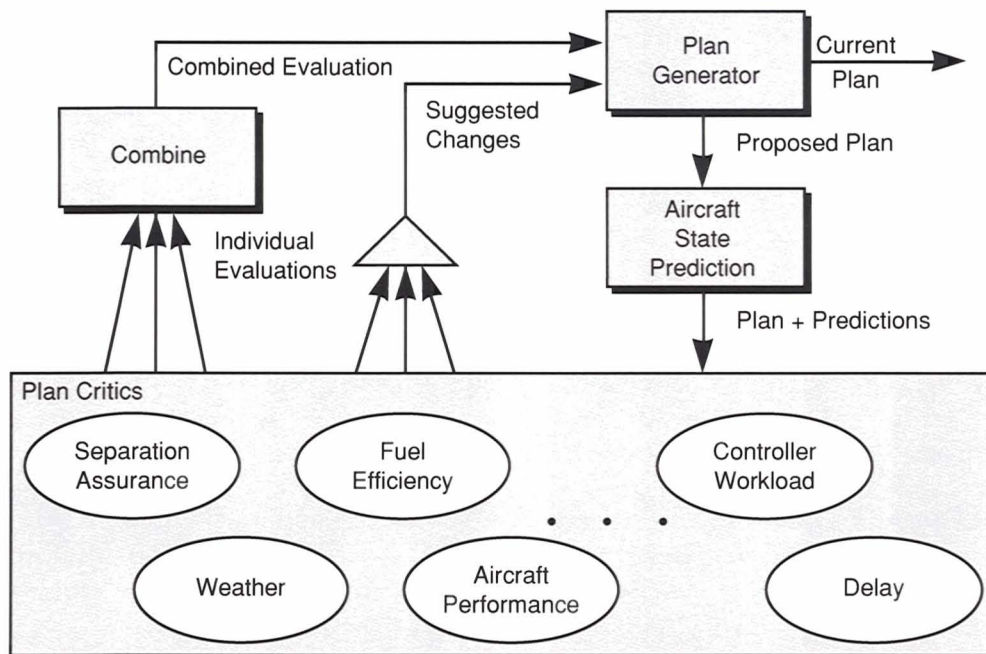 Plan
Generator
Current
Plan
Combined Evaluation
Suggested
Changes
Combine
Proposed Plan
Aircraft
State
Prediction
Individual
Evaluations
Plan + Predictions
Plan Critics
Separation
Assurance
Fuel
Efficiency
Controller
Workload
Weather
Aircraft
Performance
Delay